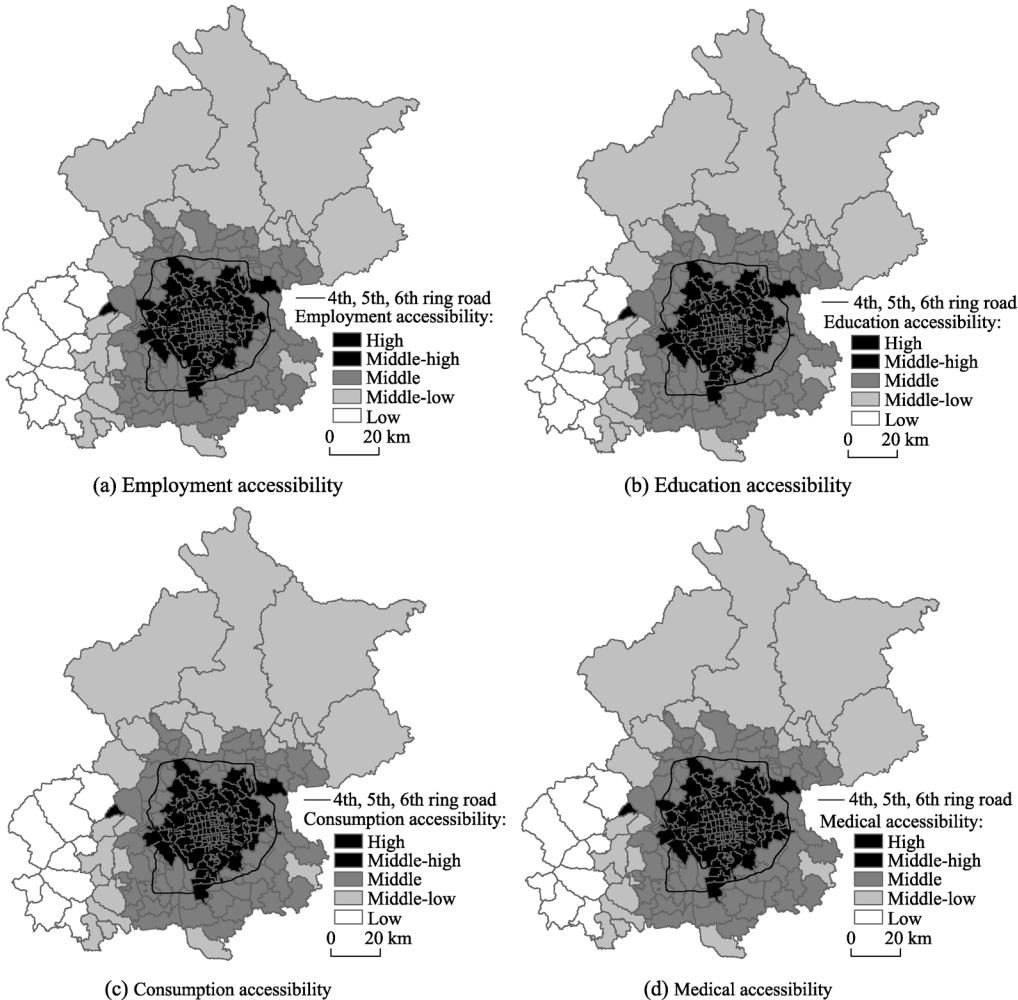 4th, 5th, 6th ring road
Employment accessibility:
High
Middle-high
Middle
Middle-low
Low
0 20 km
(a) Employment accessibility
4th, 5th, 6th ring road
Education accessibility:
High
Middle-high
Middle
Middle-low
Low
0 20 km
(b) Education accessibility
4th, 5th, 6th ring road
Consumption accessibility:
High
Middle-high
Middle
Middle-low
Low
0 20 km
(c) Consumption accessibility
4th, 5th, 6th ring road
Medical accessibility:
High
Middle-high
Middle
Middle-low
Low
0 20 km
(d) Medical accessibility